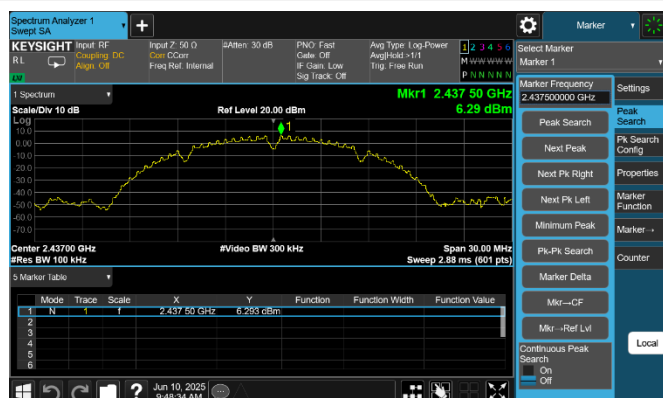 Spectrum Analyzer 1
Swept SA
+
Marker
KEYSIGHT
Input: RF
Coupling: DC
Align: Off
Input Z: 50 Ω
Corr CCorr
Freq Ref: Internal
#Atten: 30 dB
PNO: Fast
Gate: Off
IF Gain: Low
Sig Track: Off
Avg Type: Log-Power
Avg|Hold:>1/1
Trig: Free Run
1 2 3 4 5 6
M W W W W W
P N N N N N
RL
LXI
Select Marker
Marker 1
1 Spectrum
Scale/Div 10 dB
Ref Level 20.00 dBm
Mkr1 2.437 50 GHz
6.29 dBm
Log
10.0
0.00
-10.0
-20.0
-30.0
-40.0
-50.0
-60.0
-70.0
1
Center 2.43700 GHz
#Res BW 100 kHz
#Video BW 300 kHz
Span 30.00 MHz
Sweep 2.88 ms (601 pts)
5 Marker Table
Mode Trace Scale X Y Function Function Width Function Value
1 N 1 f 2.437 50 GHz 6.293 dBm
2
3
4
5
6
Marker Frequency
2.437500000 GHz
Peak Search
Next Peak
Next Pk Right
Next Pk Left
Minimum Peak
Pk-Pk Search
Marker Delta
Mkr→CF
Mkr→Ref Lvl
Continuous Peak
Search
On
Off
Settings
Peak
Search
Pk Search
Config
Properties
Marker
Function
Marker→
Counter
Local
?
Jun 10, 2025
9:48:34 AM